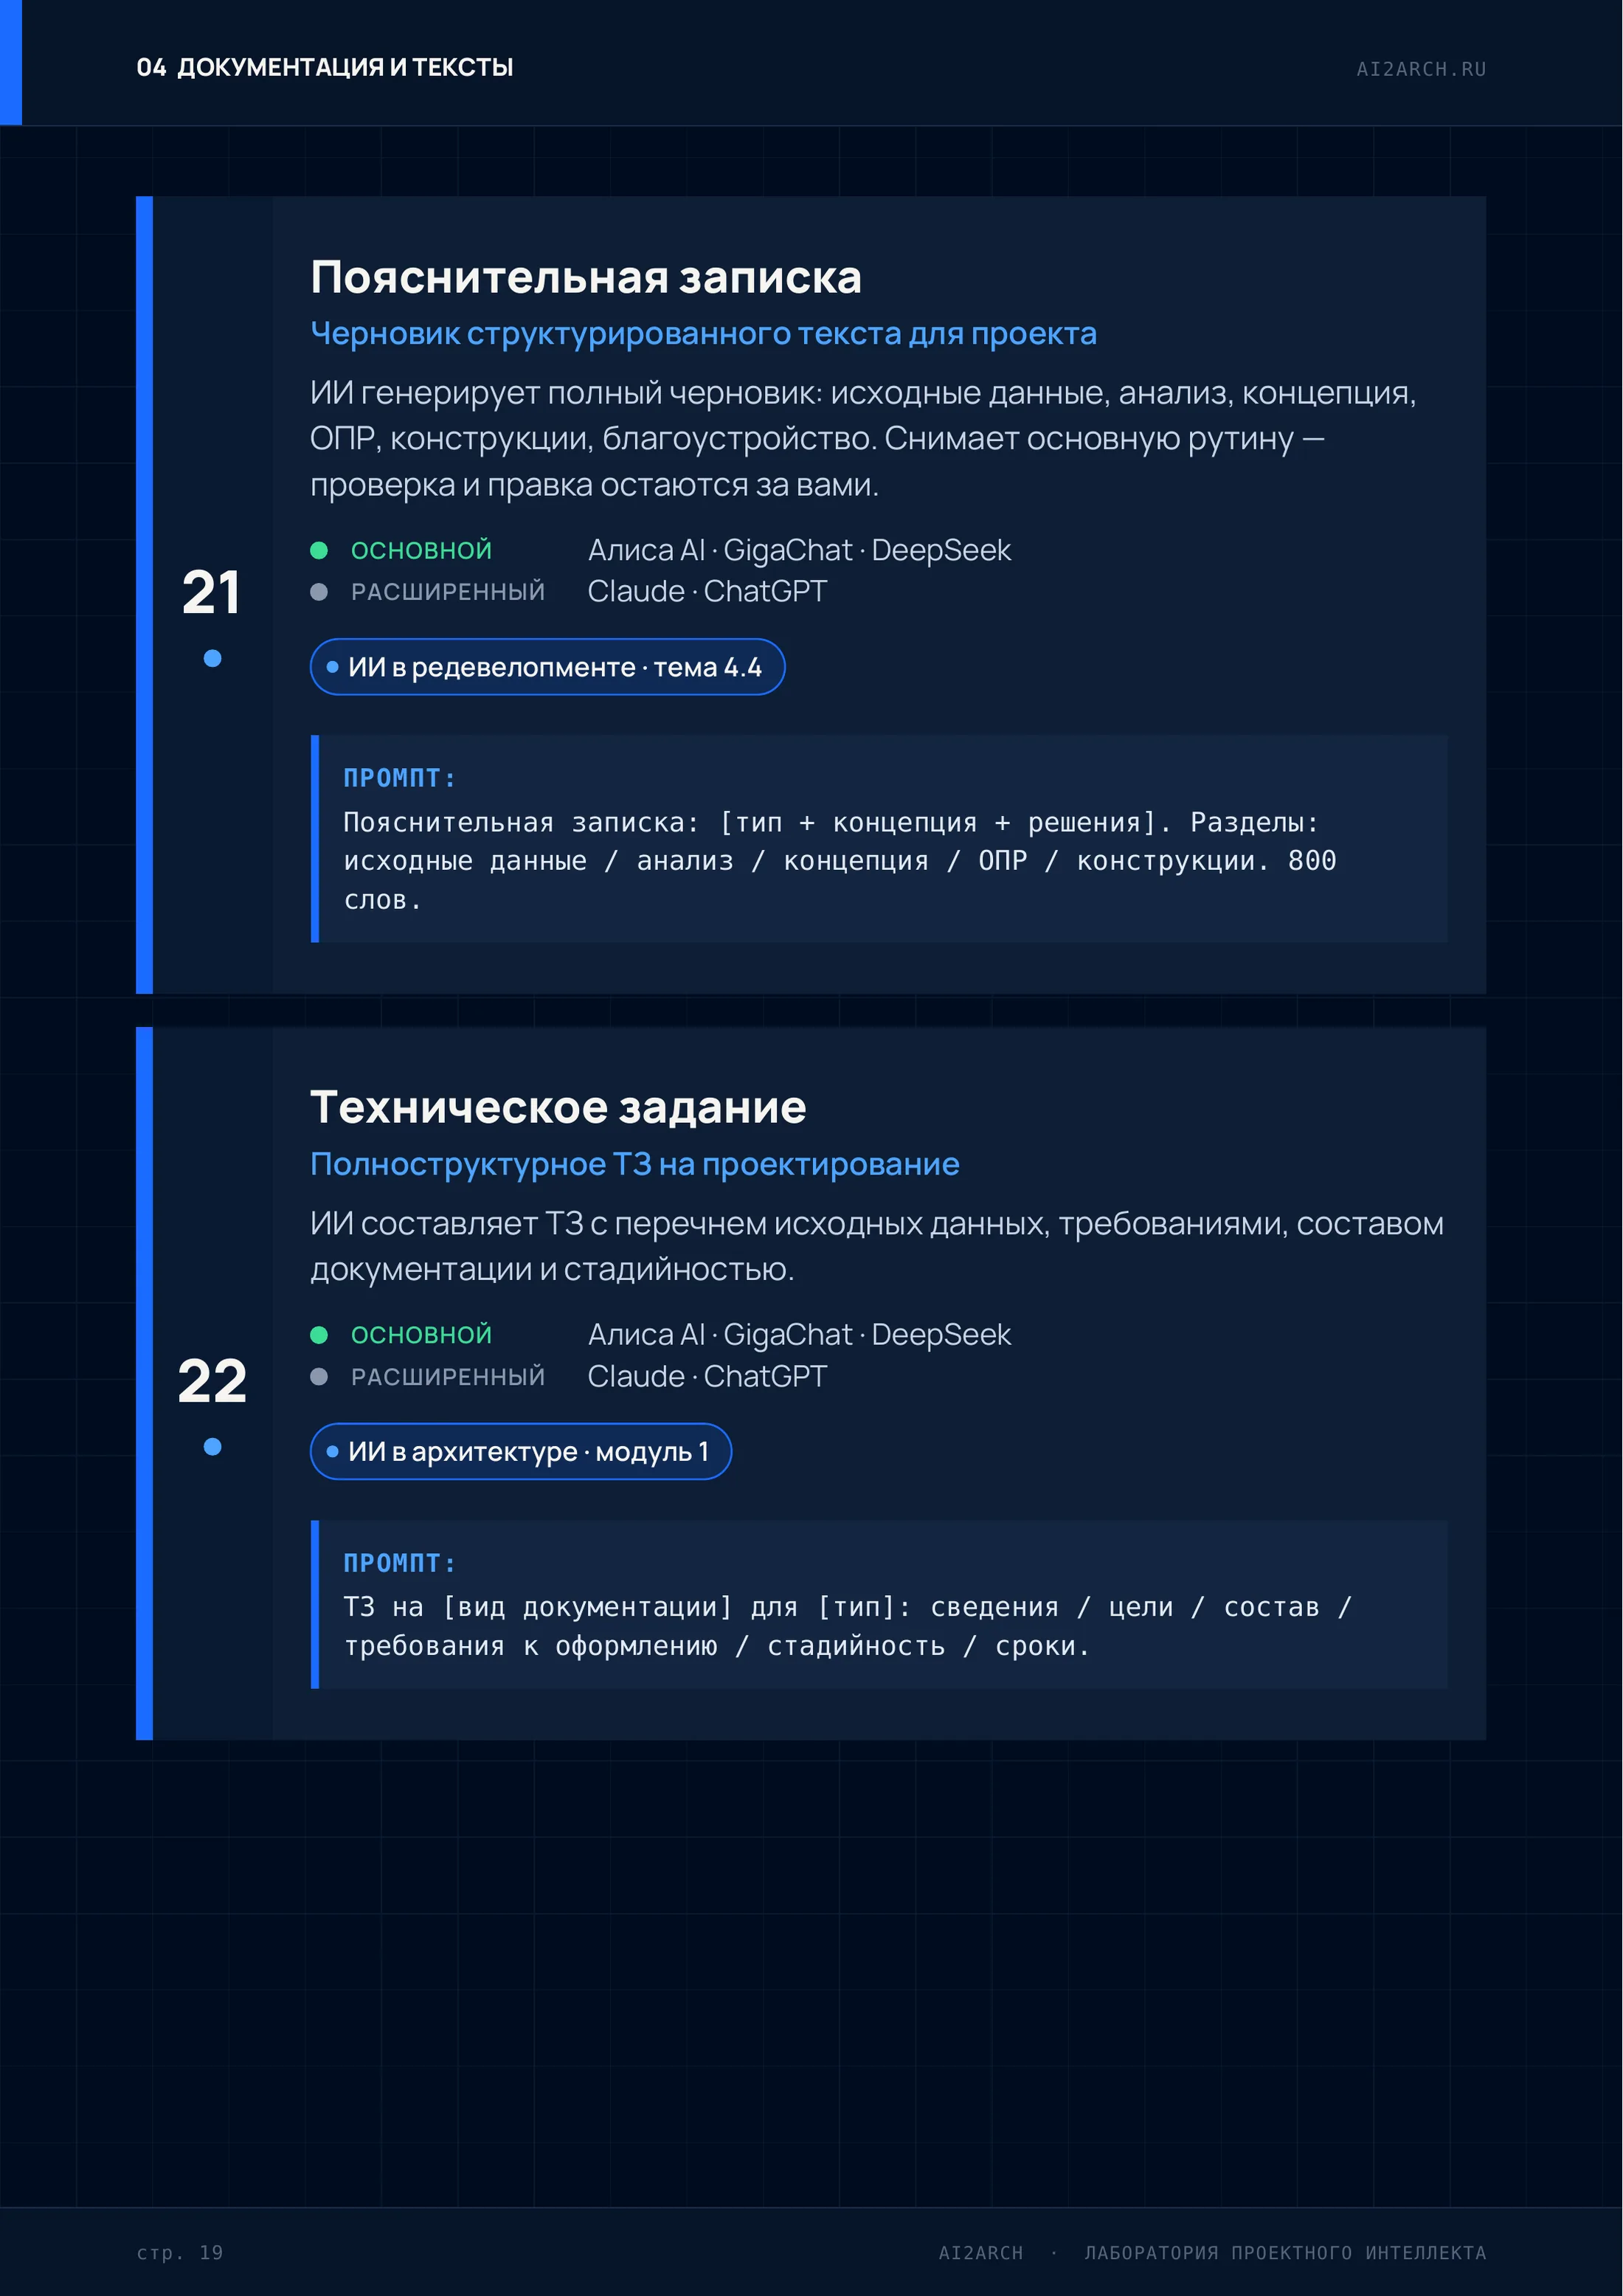 04 ДОКУМЕНТАЦИЯ И ТЕКСТЫ
AI2ARCH.RU
21
Пояснительная записка
Черновик структурированного текста для проекта
ИИ генерирует полный черновик: исходные данные, анализ, концепция,
ОПР, конструкции, благоустройство. Снимает основную рутину —
проверка и правка остаются за вами.
ОСНОВНОЙ Алиса AI · GigaChat · DeepSeek
РАСШИРЕННЫЙ Claude · ChatGPT
ИИ в редевелопменте · тема 4.4
ПРОМПТ:
Пояснительная записка: [тип + концепция + решения]. Разделы:
исходные данные / анализ / концепция / ОПР / конструкции. 800
слов.
22
Техническое задание
Полноструктурное ТЗ на проектирование
ИИ составляет ТЗ с перечнем исходных данных, требованиями, составом
документации и стадийностью.
ОСНОВНОЙ Алиса AI · GigaChat · DeepSeek
РАСШИРЕННЫЙ Claude · ChatGPT
ИИ в архитектуре · модуль 1
ПРОМПТ:
ТЗ на [вид документации] для [тип]: сведения / цели / состав /
требования к оформлению / стадийность / сроки.
стр. 19
AI2ARCH · ЛАБОРАТОРИЯ ПРОЕКТНОГО ИНТЕЛЛЕКТА